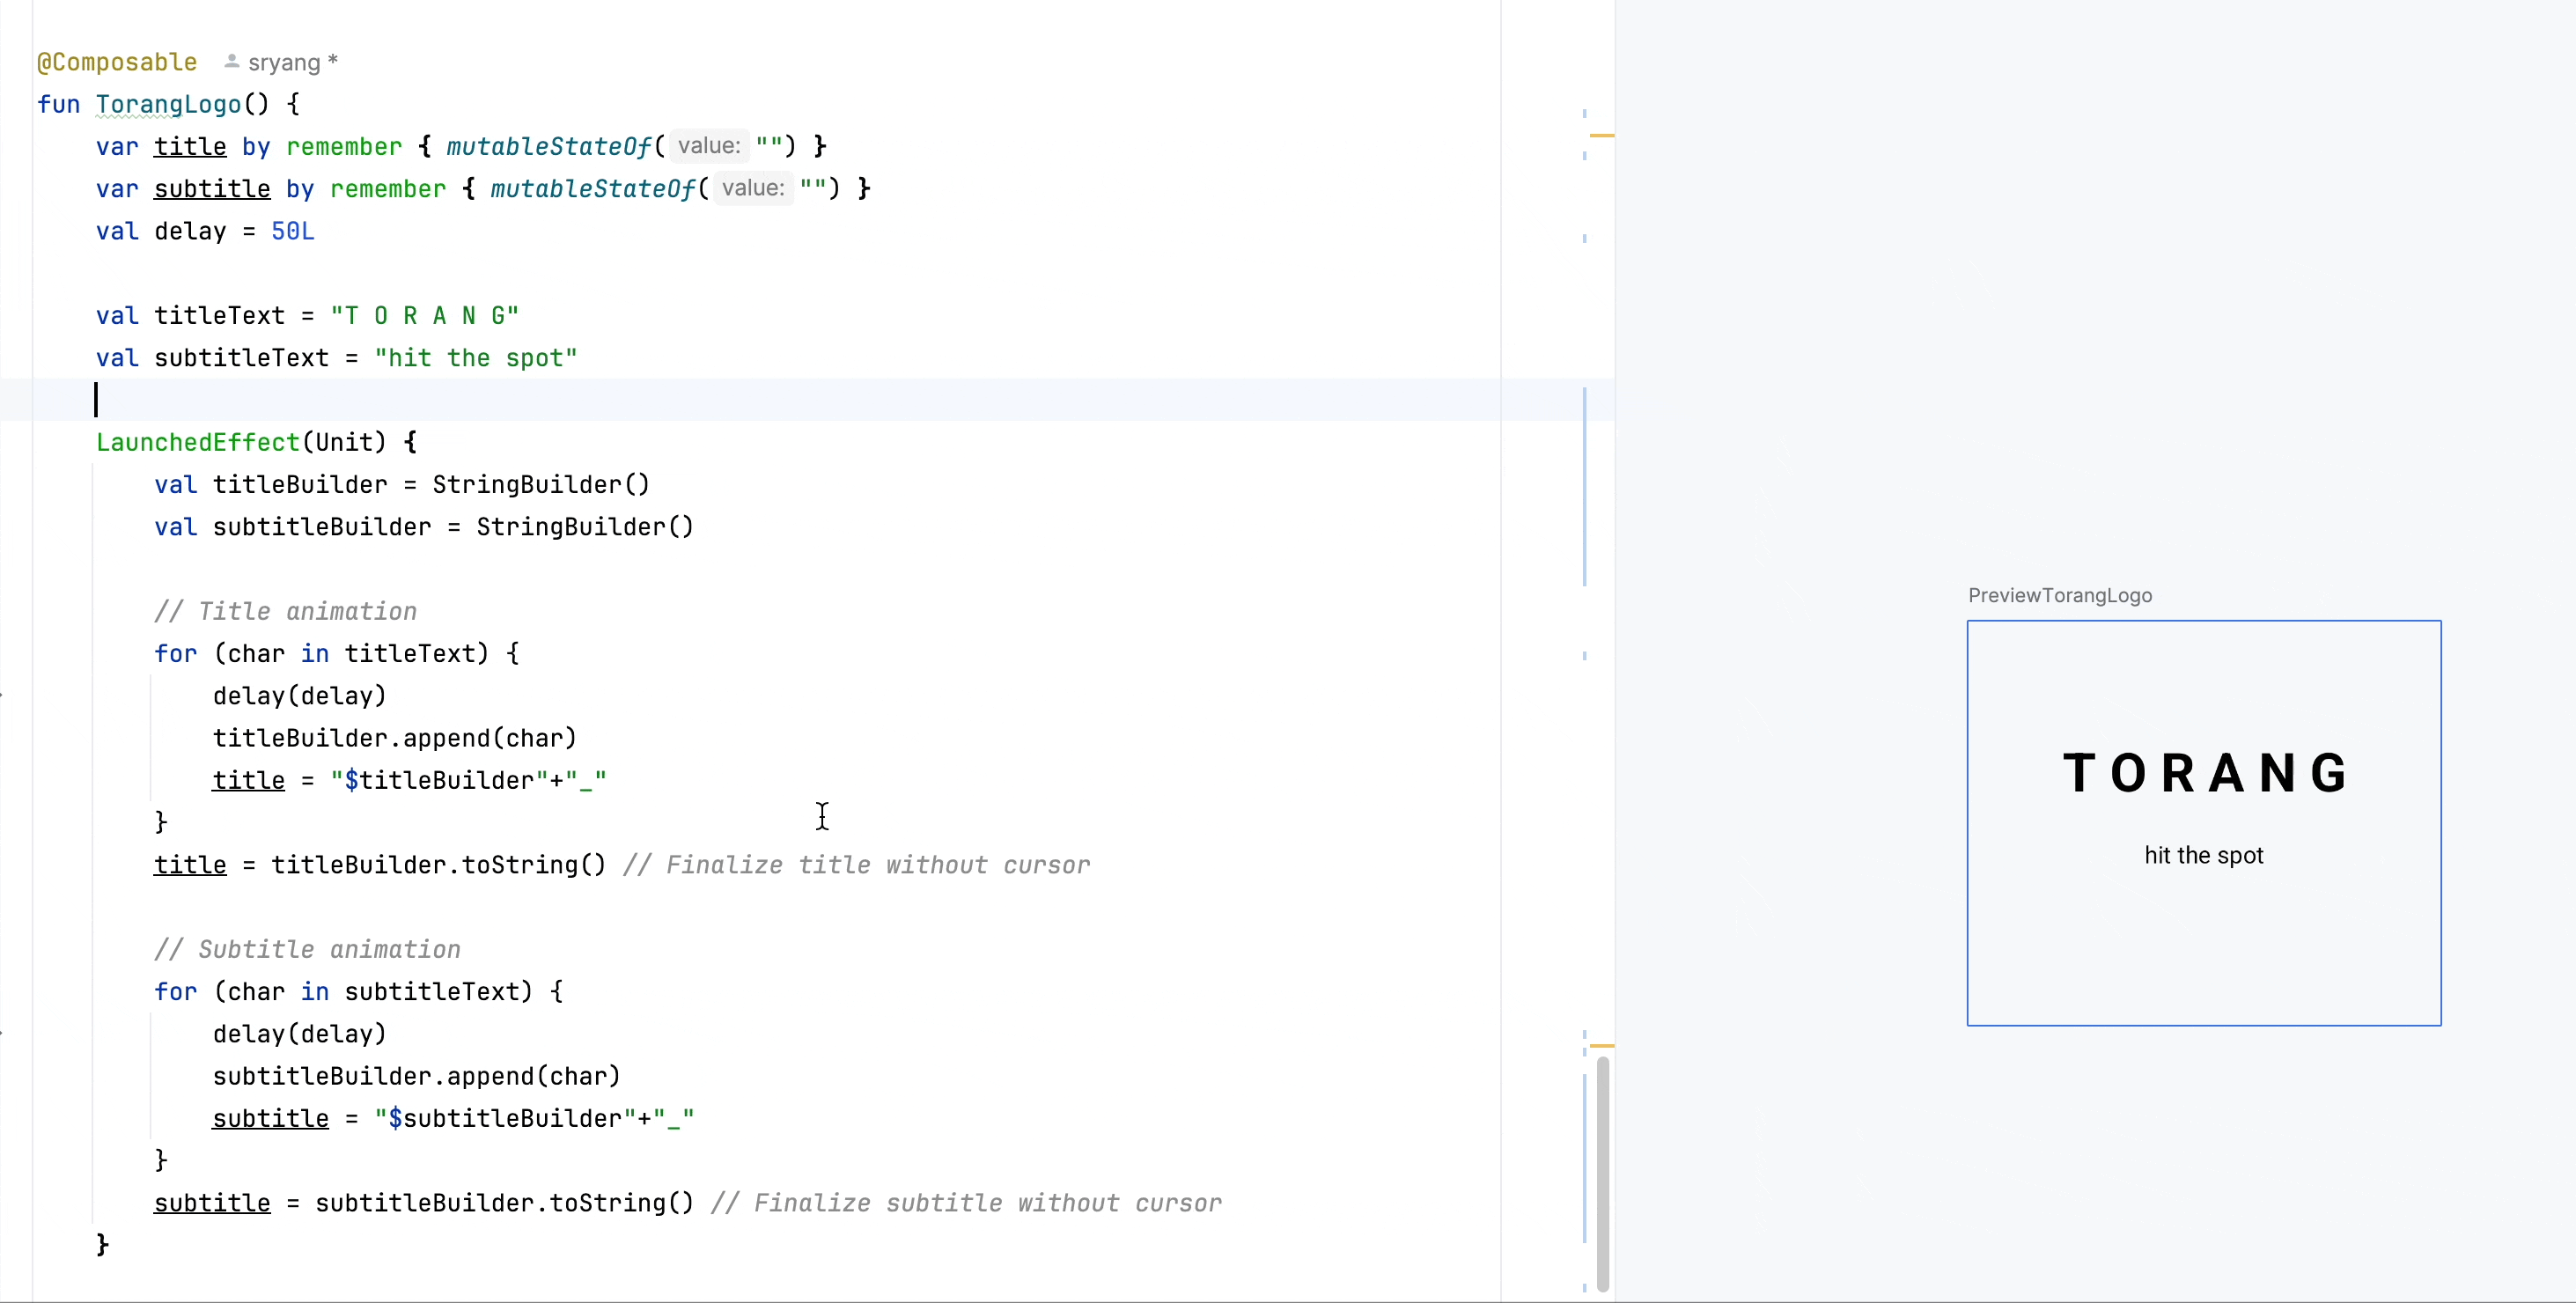 @Composable sryang *
fun TorangLogo() {
    var title by remember { mutableStateOf( value: "") }
    var subtitle by remember { mutableStateOf( value: "") }
    val delay = 50L
    val titleText = "T O R A N G"
    val subtitleText = "hit the spot"
    LaunchedEffect(Unit) {
        val titleBuilder = StringBuilder()
        val subtitleBuilder = StringBuilder()
        // Title animation
        for (char in titleText) {
            delay(delay)
            titleBuilder.append(char)
            title = "$titleBuilder"+"_"
        }
        title = titleBuilder.toString() // Finalize title without cursor
        // Subtitle animation
        for (char in subtitleText) {
            delay(delay)
            subtitleBuilder.append(char)
            subtitle = "$subtitleBuilder"+"_"
        }
        subtitle = subtitleBuilder.toString() // Finalize subtitle without cursor
    }
PreviewTorangLogo
T O R A N G
hit the spot